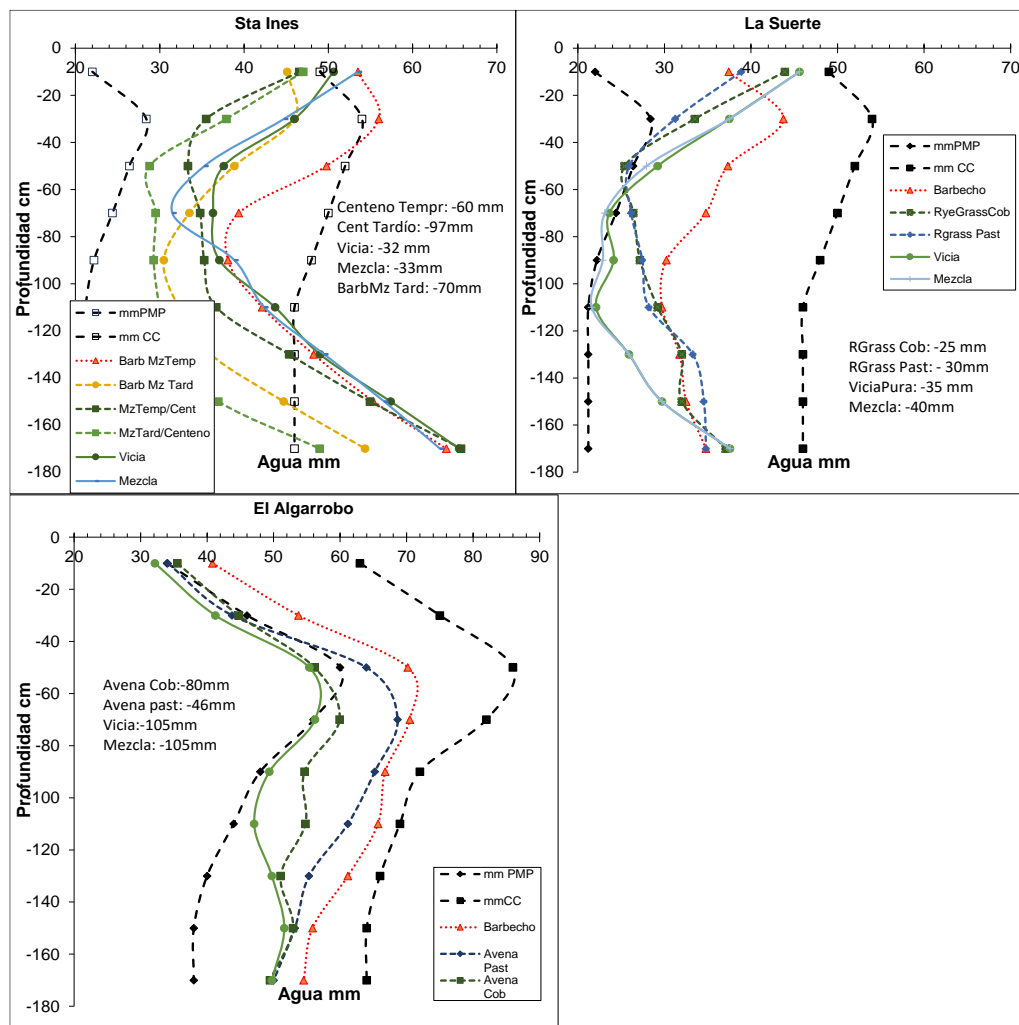 Sta Ines
20 30 40 50 60 70
0
-20
-40
-60
-80
-100
-120
-140
-160
-180
Profundidad cm
Centeno Tempr: -60 mm
Cent Tardío: -97mm
Vicia: -32 mm
Mezcla: -33mm
BarbMz Tard: -70mm
mmPMP
mm CC
Barb MzTemp
Barb Mz Tard
MzTemp/Cent
MzTard/Centeno
Vicia
Mezcla
Agua mm
La Suerte
20 30 40 50 60 70
0
-20
-40
-60
-80
-100
-120
-140
-160
-180
Profundidad cm
mmPMP
mm CC
Barbecho
RyeGrassCob
Rgrass Past
Vicia
Mezcla
RGrass Cob: -25 mm
RGrass Past: - 30mm
ViciaPura: -35 mm
Mezcla: -40mm
Agua mm
El Algarrobo
20 30 40 50 60 70 80 90
0
-20
-40
-60
-80
-100
-120
-140
-160
-180
Profundidad cm
Avena Cob:-80mm
Avena past:-46mm
Vicia:-105mm
Mezcla: -105mm
mm PMP
mmCC
Barbecho
Avena
Past
Avena
Cob
Agua mm